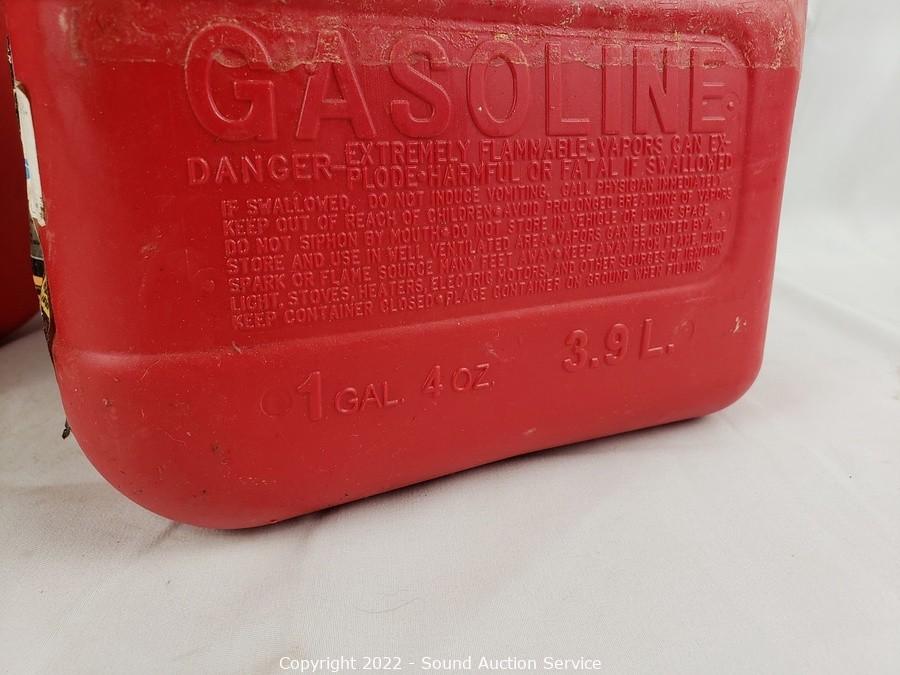 GASOLINE
DANGER-EXTREMELY FLAMMABLE•VAPORS CAN EX-
PLODE•HARMFUL OR FATAL IF SWALLOWED
IF SWALLOWED, DO NOT INDUCE VOMITING, CALL PHYSICIAN IMMEDIATELY
KEEP OUT OF REACH OF CHILDREN•AVOID PROLONGED BREATHING OF VAPORS
DO NOT SIPHON BY MOUTH•DO NOT STORE IN VEHICLE OR LIVING SPACE
STORE AND USE IN WELL VENTILATED AREA•VAPORS CAN BE IGNITED BY A
SPARK OR FLAME SOURCE MANY FEET AWAY•KEEP AWAY FROM FLAME, PILOT
LIGHT, STOVES, HEATERS, ELECTRIC MOTORS, AND OTHER SOURCES OF IGNITION
KEEP CONTAINER CLOSED•PLACE CONTAINER ON GROUND WHEN FILLING.
1 GAL. 4 OZ. 3.9 L.
Copyright 2022 - Sound Auction Service